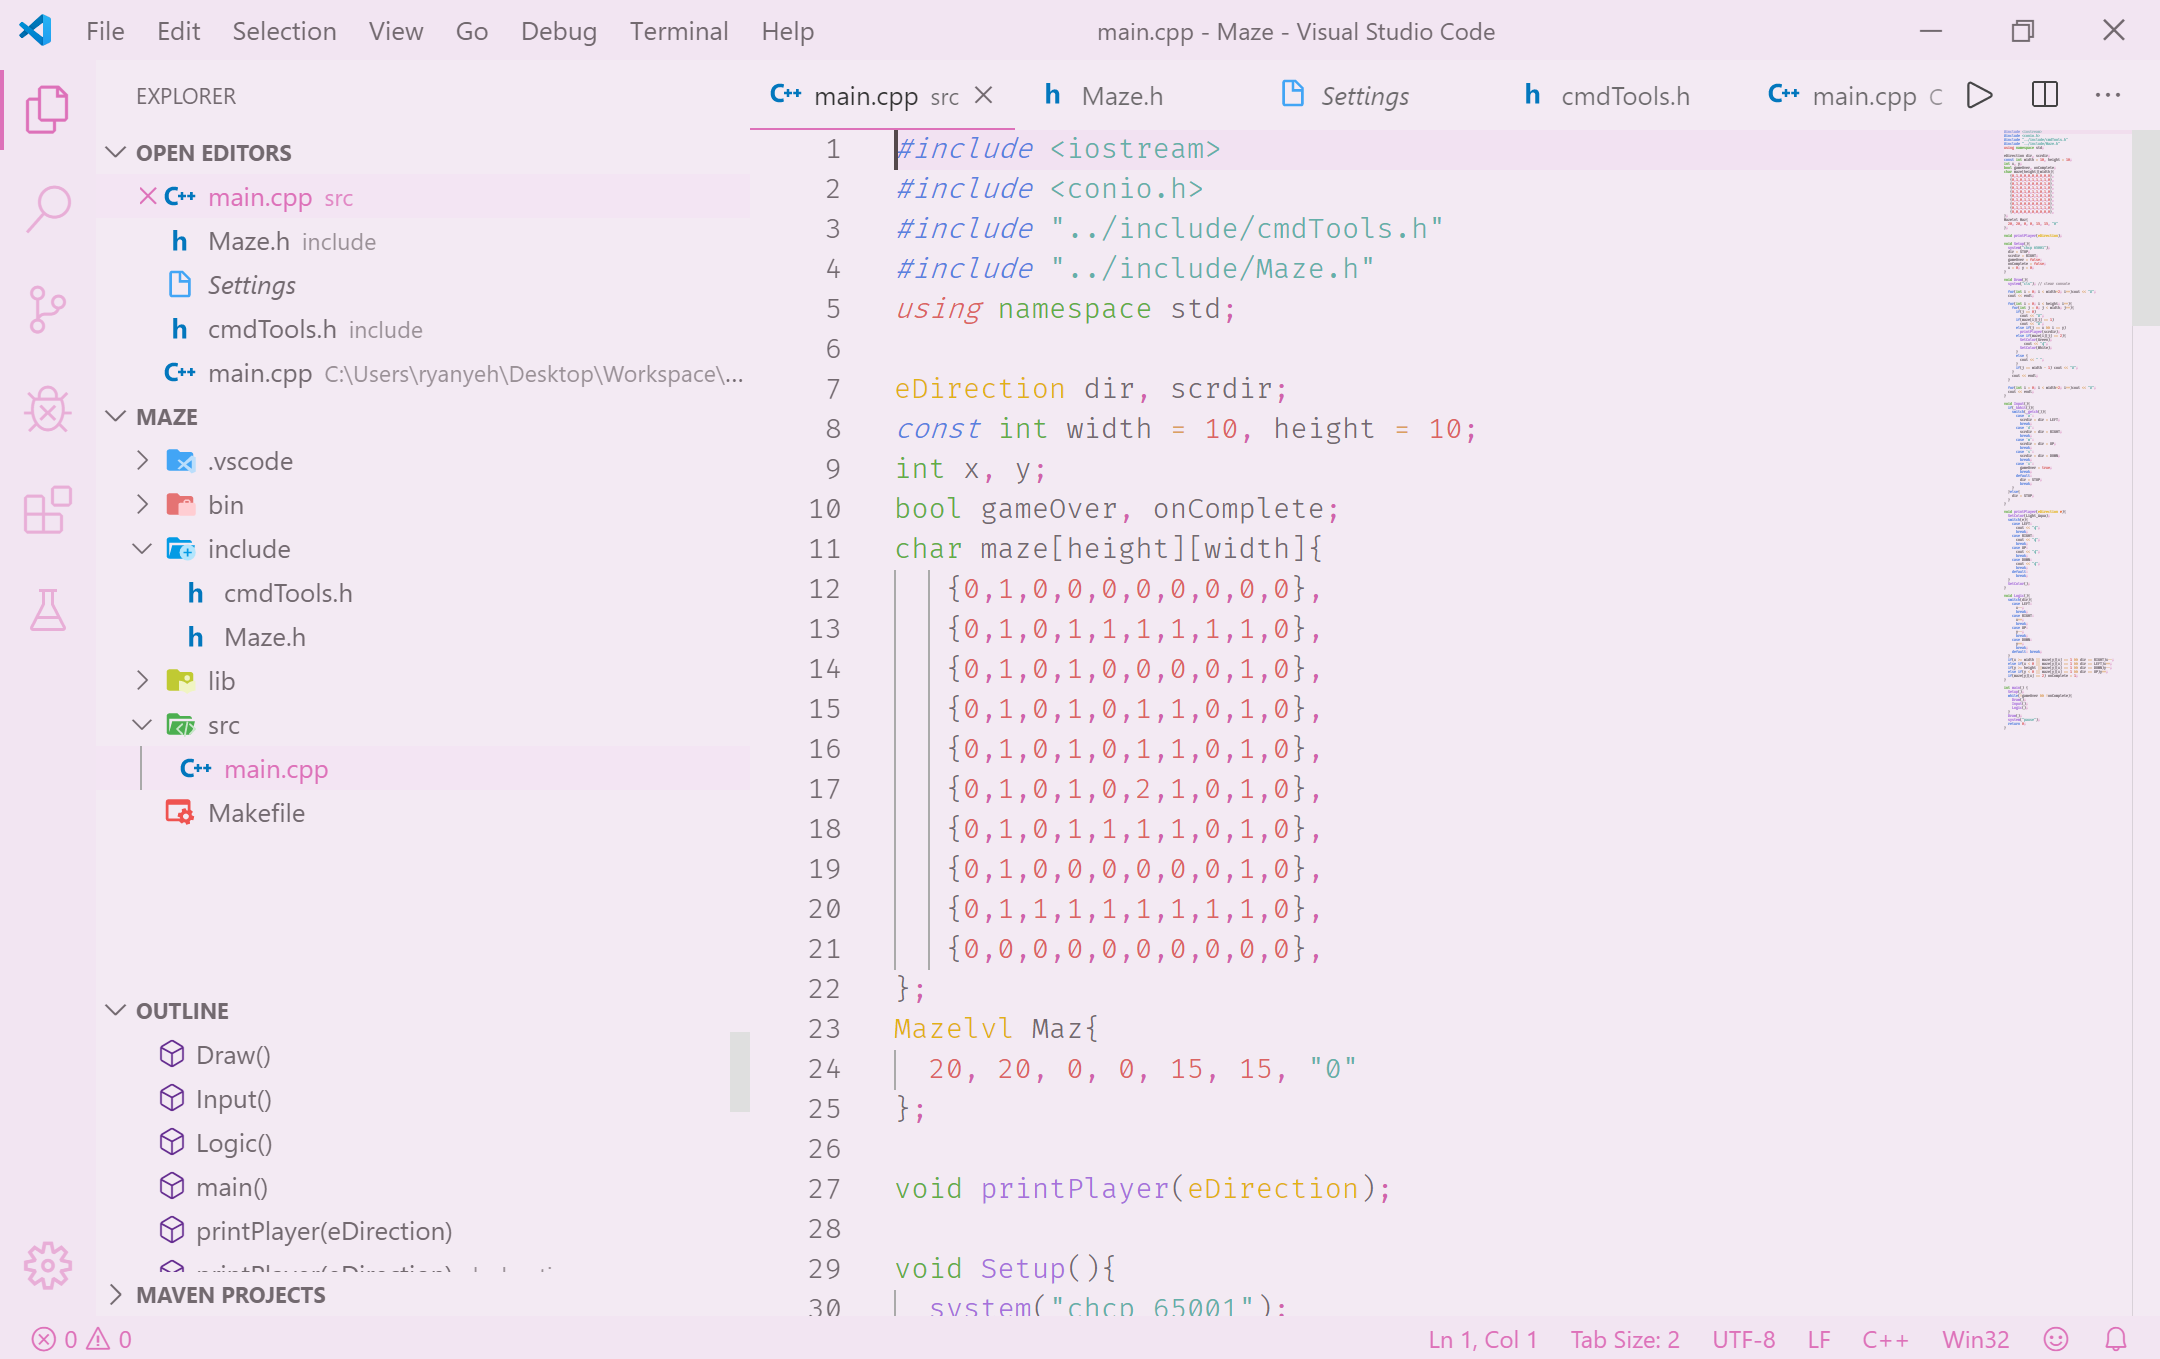 File Edit Selection View Go Debug Terminal Help
main.cpp - Maze - Visual Studio Code
EXPLORER
OPEN EDITORS
main.cpp src
Maze.h include
Settings
cmdTools.h include
main.cpp C:\Users\ryanyeh\Desktop\Workspace\...
MAZE
.vscode
bin
include
cmdTools.h
Maze.h
lib
src
main.cpp
Makefile
OUTLINE
Draw()
Input()
Logic()
main()
printPlayer(eDirection)
printPlayer(eDirection)
MAVEN PROJECTS
main.cpp src Maze.h Settings cmdTools.h main.cpp C
1 #include <iostream>
2 #include <conio.h>
3 #include "../include/cmdTools.h"
4 #include "../include/Maze.h"
5 using namespace std;
6
7 eDirection dir, scrdir;
8 const int width = 10, height = 10;
9 int x, y;
10 bool gameOver, onComplete;
11 char maze[height][width]{
12 {0,1,0,0,0,0,0,0,0,0},
13 {0,1,0,1,1,1,1,1,1,0},
14 {0,1,0,1,0,0,0,0,1,0},
15 {0,1,0,1,0,1,1,0,1,0},
16 {0,1,0,1,0,1,1,0,1,0},
17 {0,1,0,1,0,2,1,0,1,0},
18 {0,1,0,1,1,1,1,0,1,0},
19 {0,1,0,0,0,0,0,0,1,0},
20 {0,1,1,1,1,1,1,1,1,0},
21 {0,0,0,0,0,0,0,0,0,0},
22 };
23 Mazelvl Maz{
24 20, 20, 0, 0, 15, 15, "0"
25 };
26
27 void printPlayer(eDirection);
28
29 void Setup(){
30 system("chcp 65001");
0 0
Ln 1, Col 1 Tab Size: 2 UTF-8 LF C++ Win32